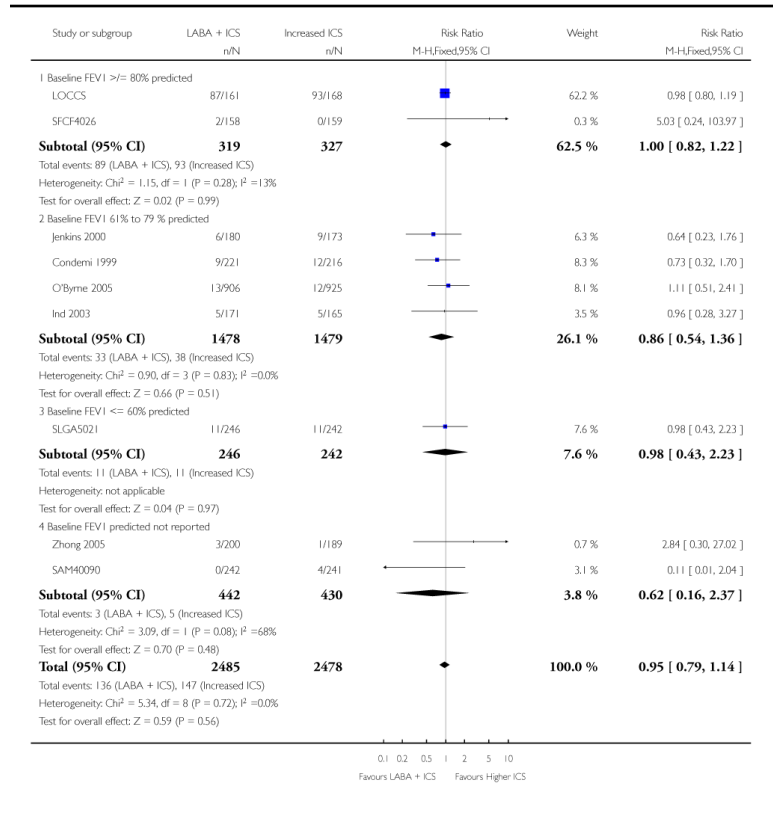 Study or subgroup LABA + ICS Increased ICS Risk Ratio Weight Risk Ratio
n/N n/N M-H,Fixed,95% CI M-H,Fixed,95% CI
1 Baseline FEV1 >/= 80% predicted
LOCCS 87/161 93/168 62.2 % 0.98 [ 0.80, 1.19 ]
SFCF4026 2/158 0/159 0.3 % 5.03 [ 0.24, 103.97 ]
Subtotal (95% CI) 319 327 62.5 % 1.00 [ 0.82, 1.22 ]
Total events: 89 (LABA + ICS), 93 (Increased ICS)
Heterogeneity: Chi² = 1.15, df = 1 (P = 0.28); I² =13%
Test for overall effect: Z = 0.02 (P = 0.99)
2 Baseline FEV1 61% to 79 % predicted
Jenkins 2000 6/180 9/173 6.3 % 0.64 [ 0.23, 1.76 ]
Condemi 1999 9/221 12/216 8.3 % 0.73 [ 0.32, 1.70 ]
O'Byrne 2005 13/906 12/925 8.1 % 1.11 [ 0.51, 2.41 ]
Ind 2003 5/171 5/165 3.5 % 0.96 [ 0.28, 3.27 ]
Subtotal (95% CI) 1478 1479 26.1 % 0.86 [ 0.54, 1.36 ]
Total events: 33 (LABA + ICS), 38 (Increased ICS)
Heterogeneity: Chi² = 0.90, df = 3 (P = 0.83); I² =0.0%
Test for overall effect: Z = 0.66 (P = 0.51)
3 Baseline FEV1 <= 60% predicted
SLGA5021 11/246 11/242 7.6 % 0.98 [ 0.43, 2.23 ]
Subtotal (95% CI) 246 242 7.6 % 0.98 [ 0.43, 2.23 ]
Total events: 11 (LABA + ICS), 11 (Increased ICS)
Heterogeneity: not applicable
Test for overall effect: Z = 0.04 (P = 0.97)
4 Baseline FEV1 predicted not reported
Zhong 2005 3/200 1/189 0.7 % 2.84 [ 0.30, 27.02 ]
SAM40090 0/242 4/241 3.1 % 0.11 [ 0.01, 2.04 ]
Subtotal (95% CI) 442 430 3.8 % 0.62 [ 0.16, 2.37 ]
Total events: 3 (LABA + ICS), 5 (Increased ICS)
Heterogeneity: Chi² = 3.09, df = 1 (P = 0.08); I² =68%
Test for overall effect: Z = 0.70 (P = 0.48)
Total (95% CI) 2485 2478 100.0 % 0.95 [ 0.79, 1.14 ]
Total events: 136 (LABA + ICS), 147 (Increased ICS)
Heterogeneity: Chi² = 5.34, df = 8 (P = 0.72); I² =0.0%
Test for overall effect: Z = 0.59 (P = 0.56)
0.1 0.2 0.5 1 2 5 10
Favours LABA + ICS Favours Higher ICS